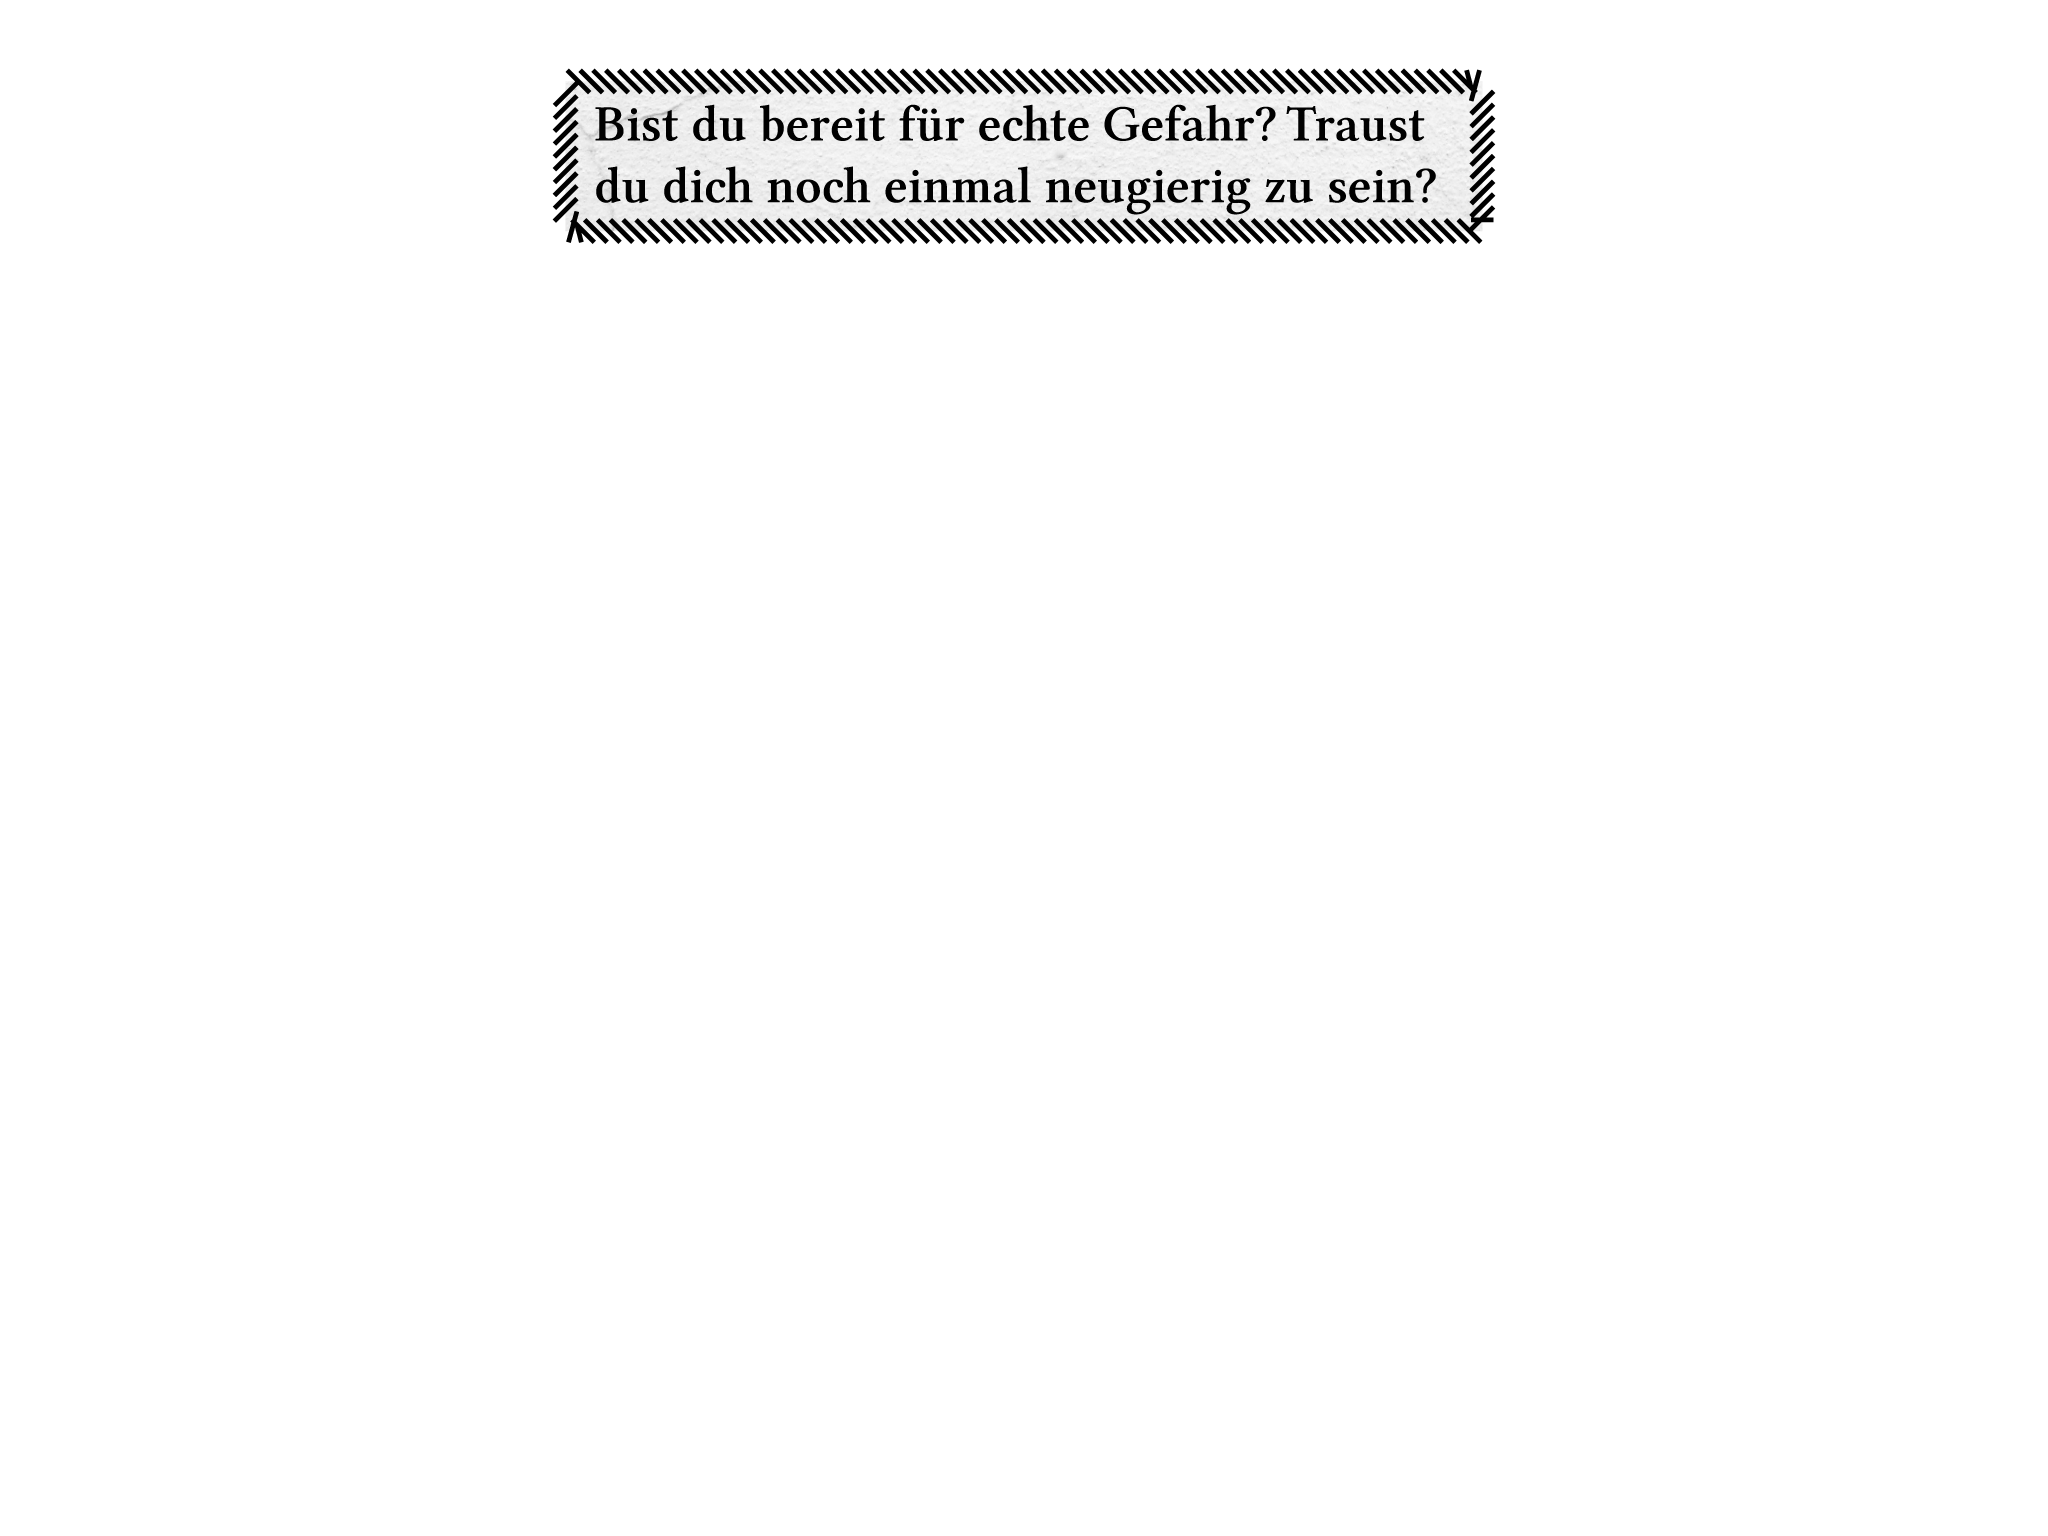 Bist du bereit für echte Gefahr? Traust
du dich noch einmal neugierig zu sein?